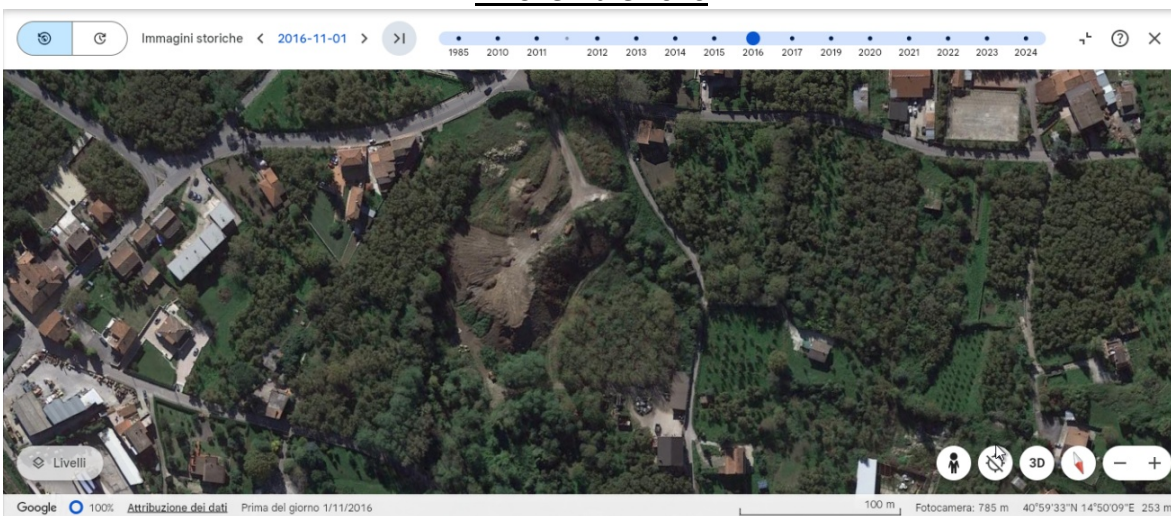 Immagini storiche 2016-11-01
1985 2010 2011 2012 2013 2014 2015 2016 2017 2019 2020 2021 2022 2023 2024
Livelli
3D
Google 100% Attribuzione dei dati Prima del giorno 1/11/2016 100 m Fotocamera: 785 m 40°59'33"N 14°50'09"E 253 m